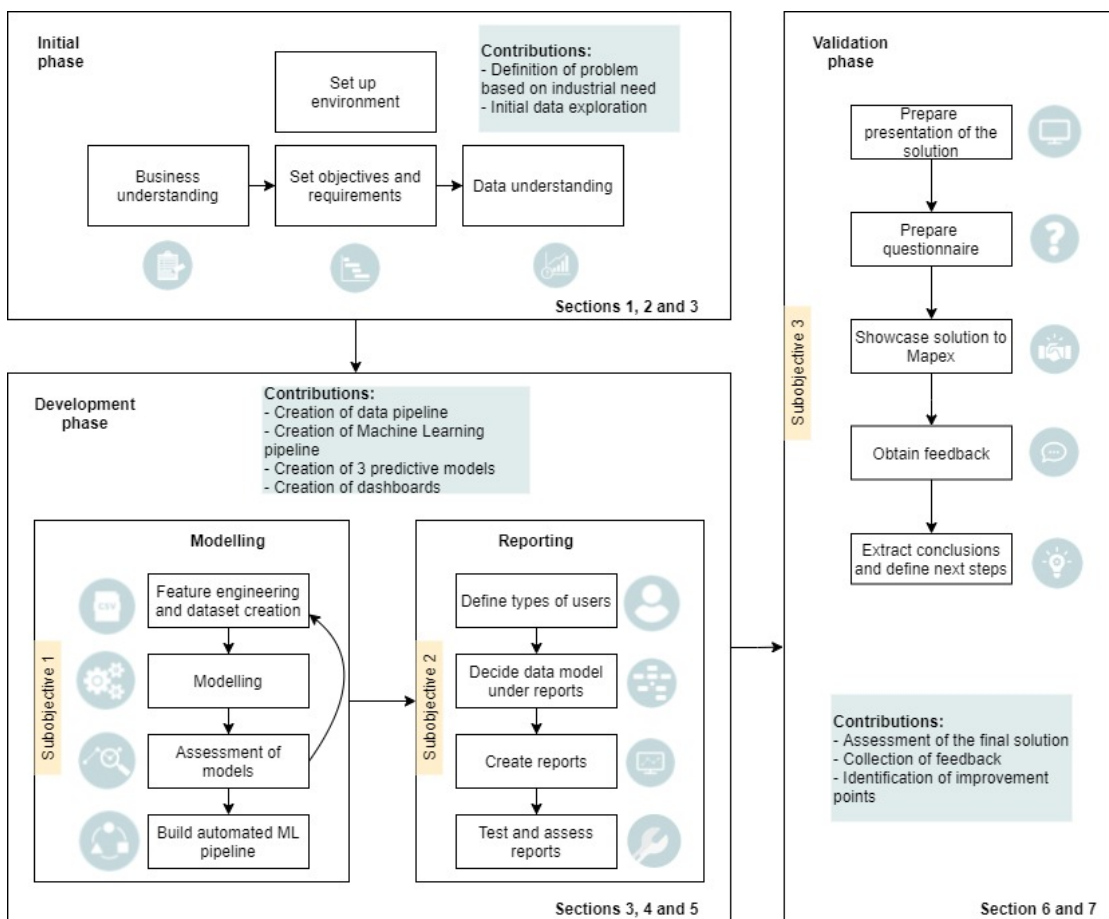 Initial
phase
Set up
environment
Contributions:
- Definition of problem
based on industrial need
- Initial data exploration
Business
understanding
Set objectives and
requirements
Data understanding
Sections 1, 2 and 3
Development
phase
Contributions:
- Creation of data pipeline
- Creation of Machine Learning
pipeline
- Creation of 3 predictive models
- Creation of dashboards
Subobjective 1
Modelling
CSV
Feature engineering
and dataset creation
Modelling
Assessment of
models
Build automated ML
pipeline
Subobjective 2
Reporting
Define types of users
Decide data model
under reports
Create reports
Test and assess
reports
Sections 3, 4 and 5
Validation
phase
Subobjective 3
Prepare
presentation of the
solution
Prepare
questionnaire
?
Showcase solution to
Mapex
Obtain feedback
Extract conclusions
and define next steps
Contributions:
- Assessment of the final solution
- Collection of feedback
- Identification of improvement
points
Section 6 and 7